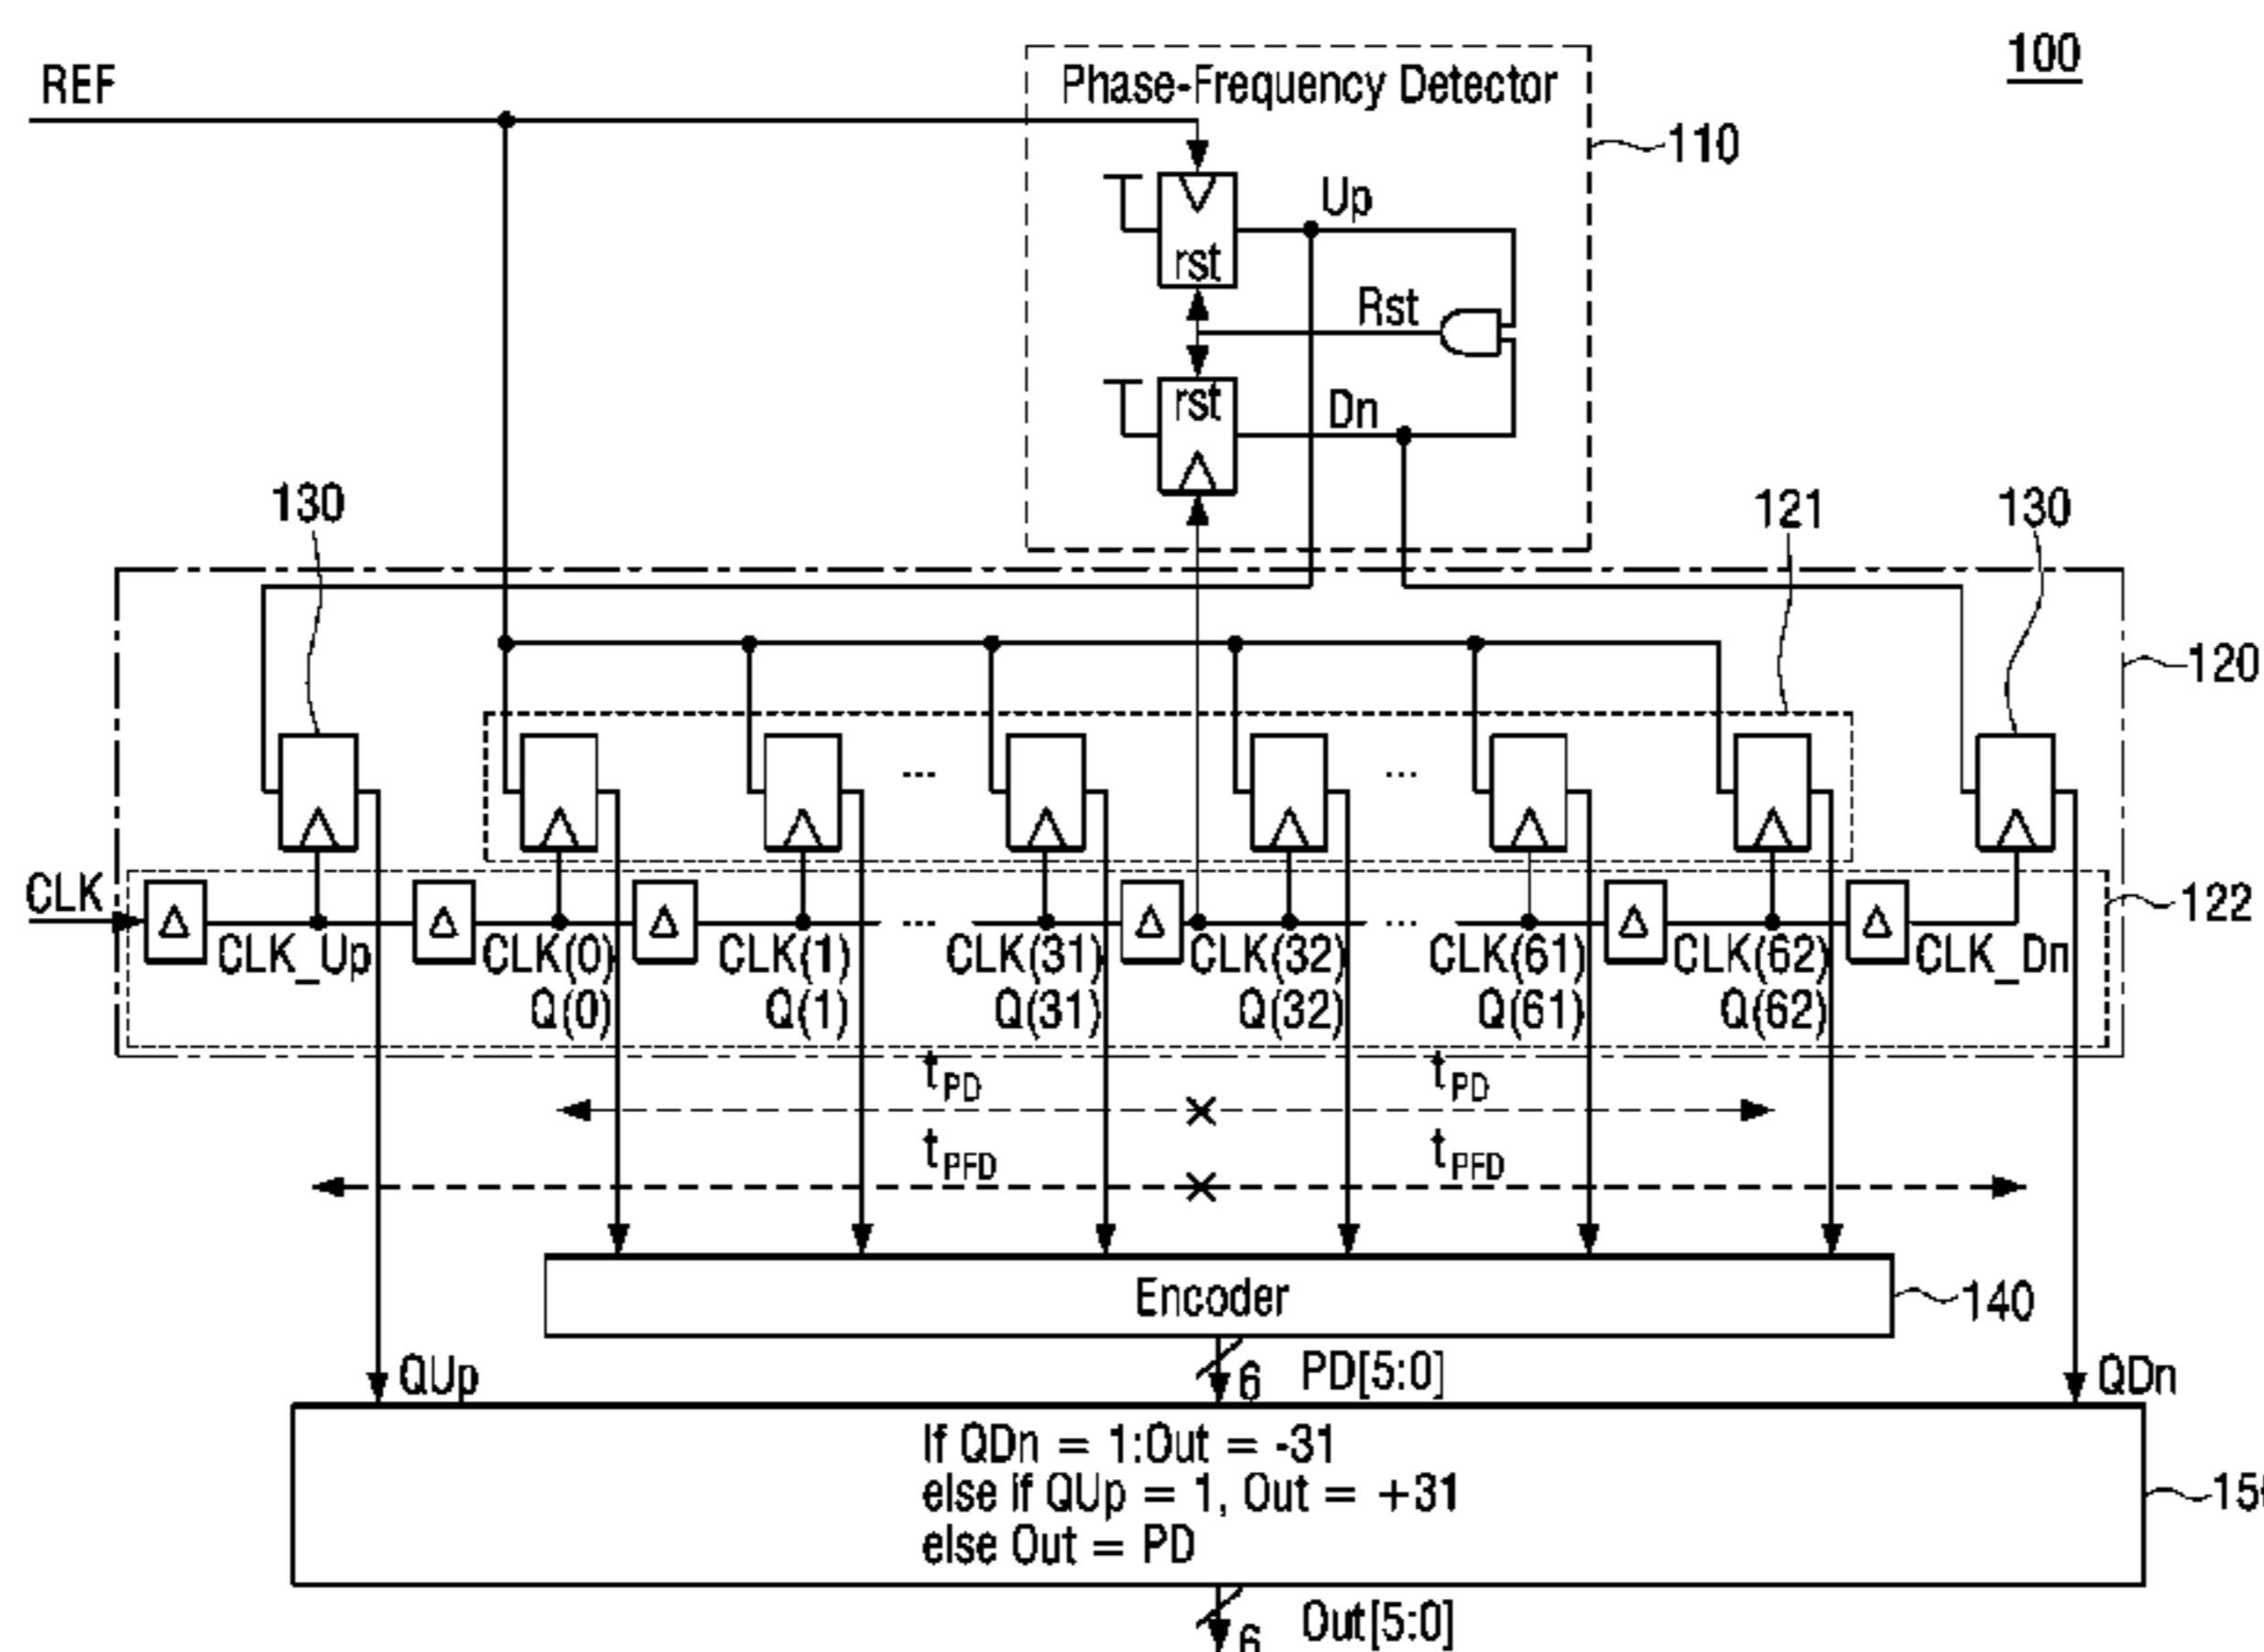 100
REF
Phase-Frequency Detector
110
Up
rst
Rst
rst
Dn
130
121
130
120
CLK
122
CLK_Up
CLK(0)
CLK(1)
CLK(31)
CLK(32)
CLK(61)
CLK(62)
CLK_Dn
Q(0)
Q(1)
Q(31)
Q(32)
Q(61)
Q(62)
...
...
...
...
Δ
Δ
Δ
Δ
Δ
Δ
tPD
tPD
tPFD
tPFD
Encoder
140
QUp
6
PD[5:0]
QDn
If QDn = 1:Out = -31
else if QUp = 1, Out = +31
else Out = PD
6
Out[5:0]